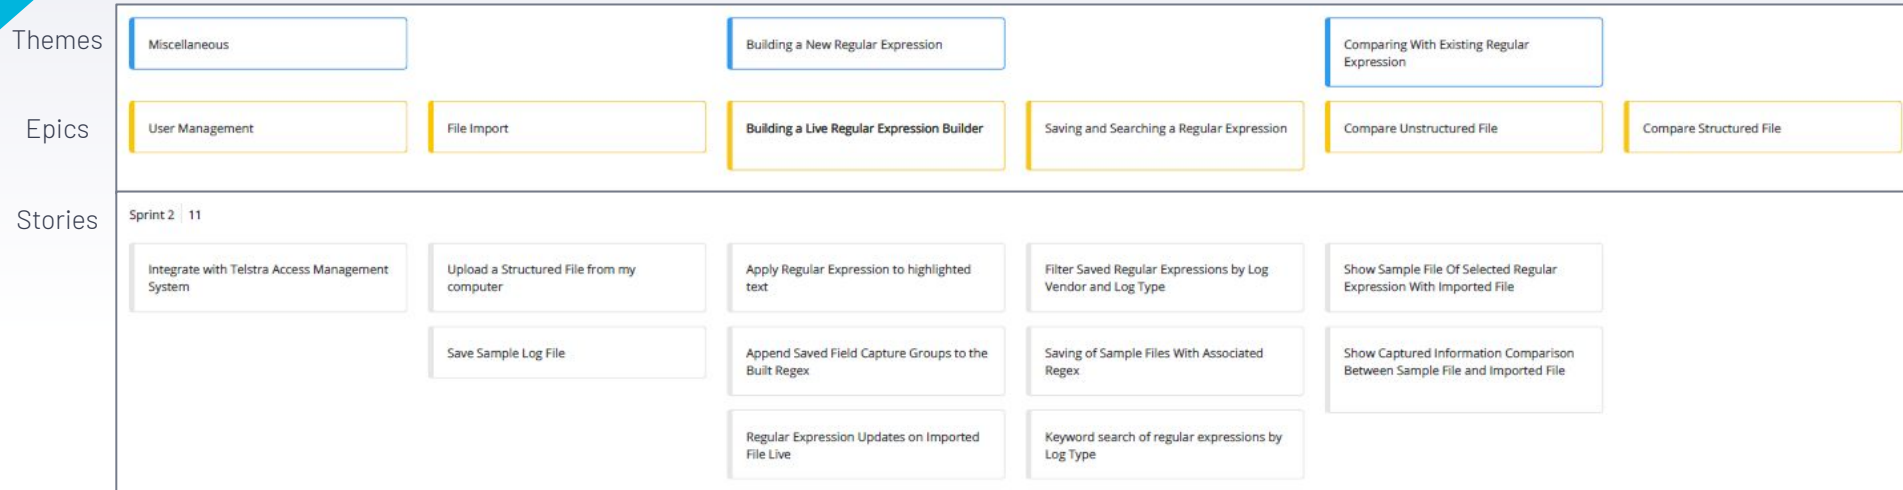 Themes
Miscellaneous
Building a New Regular Expression
Comparing With Existing Regular
Expression
Epics
User Management
File Import
Building a Live Regular Expression Builder
Saving and Searching a Regular Expression
Compare Unstructured File
Compare Structured File
Stories
Sprint 2 11
Integrate with Telstra Access Management
System
Upload a Structured File from my
computer
Apply Regular Expression to highlighted
text
Filter Saved Regular Expressions by Log
Vendor and Log Type
Show Sample File Of Selected Regular
Expression With Imported File
Save Sample Log File
Append Saved Field Capture Groups to the
Built Regex
Saving of Sample Files With Associated
Regex
Show Captured Information Comparison
Between Sample File and Imported File
Regular Expression Updates on Imported
File Live
Keyword search of regular expressions by
Log Type